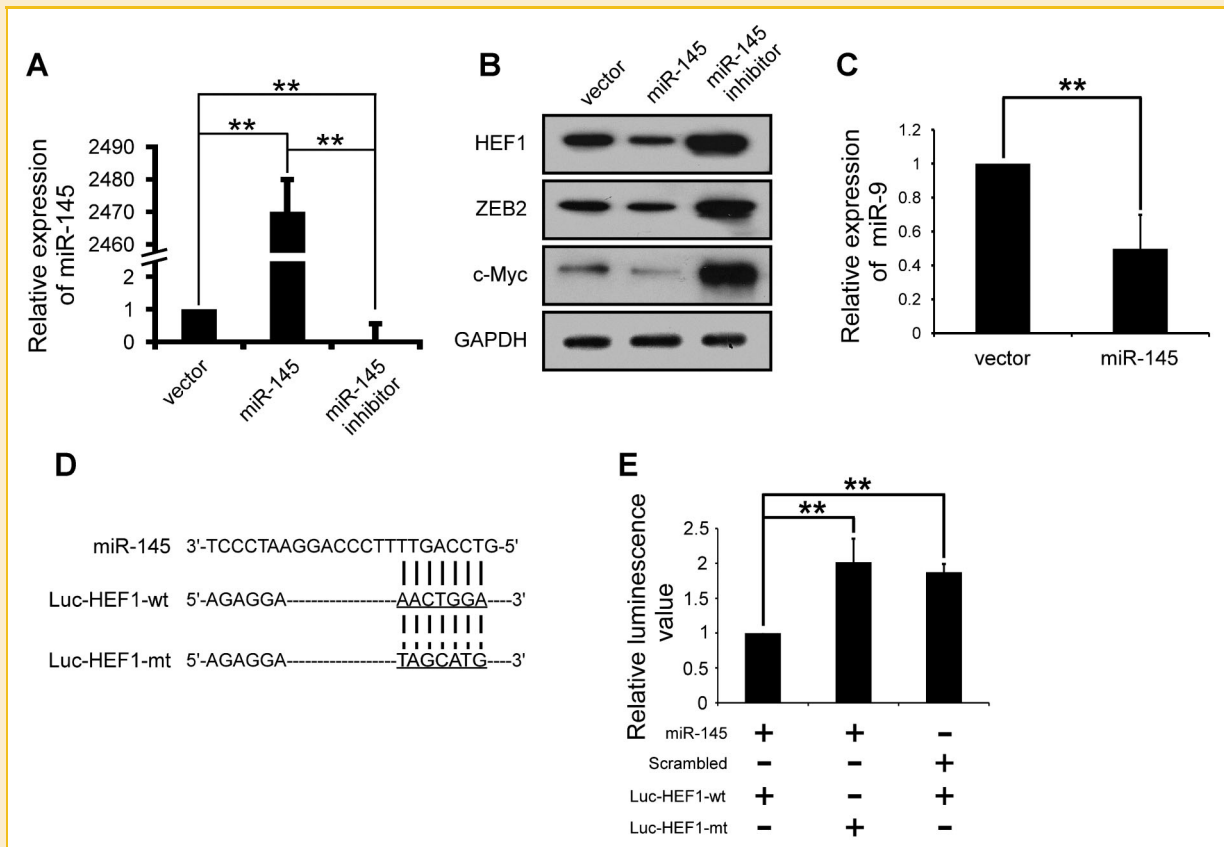 A
Relative expression
of miR-145
**
**
**
2490
2480
2470
2460
2
1
0
vector
miR-145
miR-145
inhibitor
B
vector
miR-145
miR-145
inhibitor
HEF1
ZEB2
c-Myc
GAPDH
C
Relative expression
of miR-9
**
1.2
1
0.8
0.6
0.4
0.2
0
vector miR-145
D
miR-145 3'-TCCCTAAGGACCCTTTTGACCTG-5'
Luc-HEF1-wt 5'-AGAGGA-----------------AACTGGA----3'
Luc-HEF1-mt 5'-AGAGGA-----------------TAGCATG----3'
E
Relative luminescence
value
**
**
2.5
2
1.5
1
0.5
0
miR-145 + + -
Scrambled - - +
Luc-HEF1-wt + - +
Luc-HEF1-mt - + -